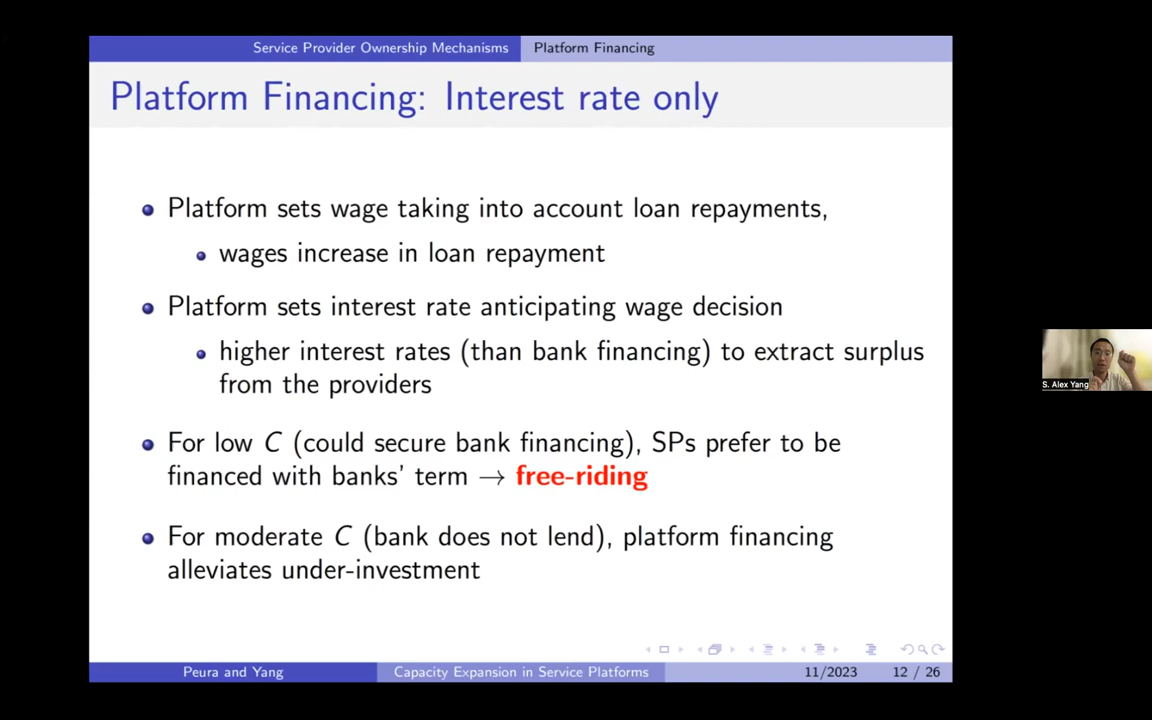 Service Provider Ownership Mechanisms Platform Financing
Platform Financing: Interest rate only
Platform sets wage taking into account loan repayments,
wages increase in loan repayment
Platform sets interest rate anticipating wage decision
higher interest rates (than bank financing) to extract surplus
from the providers
For low C (could secure bank financing), SPs prefer to be
financed with banks' term → free-riding
For moderate C (bank does not lend), platform financing
alleviates under-investment
S. Alex Yang
Peura and Yang Capacity Expansion in Service Platforms 11/2023 12 / 26